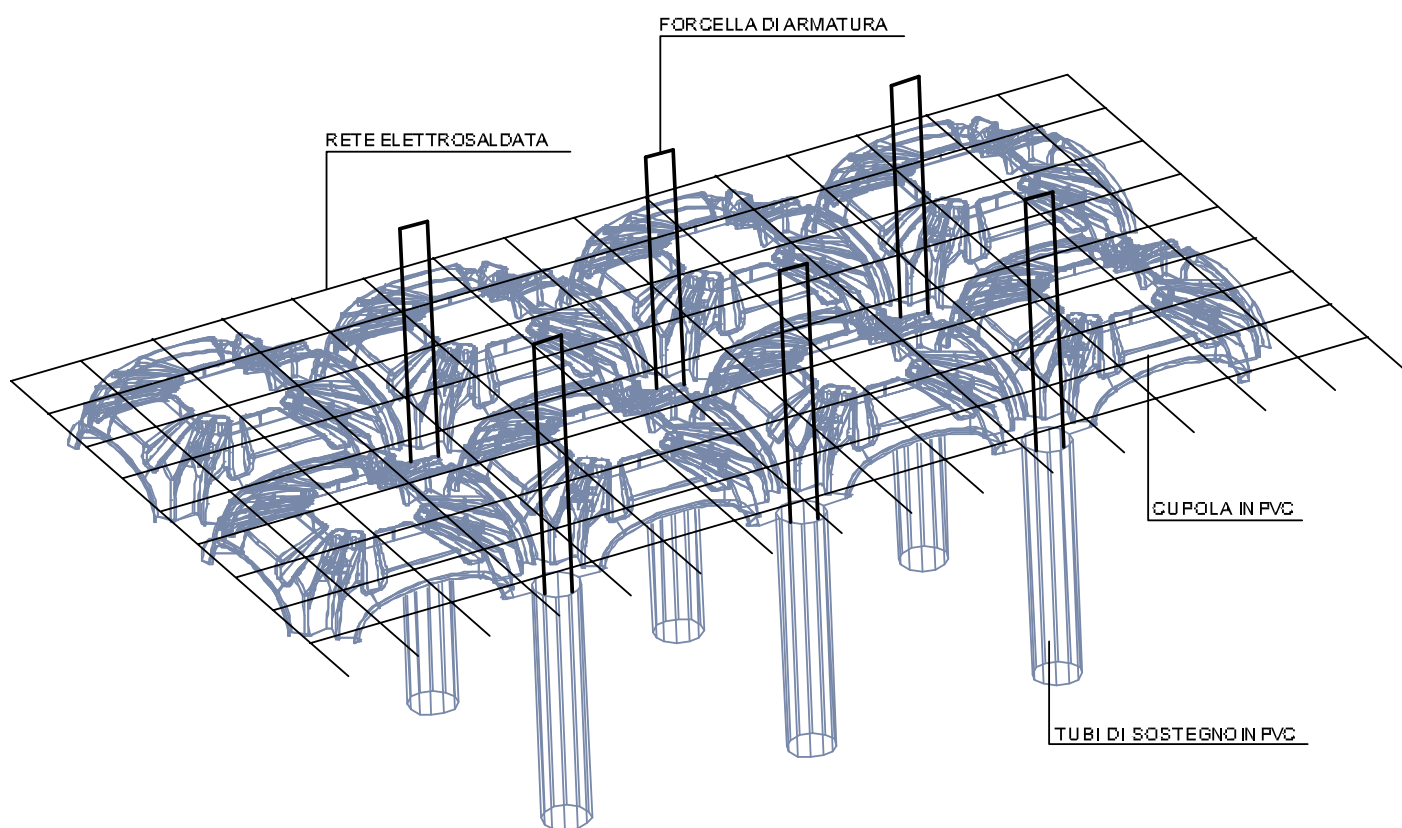 FORCELLA DI ARMATURA
RETE ELETTROSALDATA
CUPOLA IN PVC
TUBI DI SOSTEGNO IN PVC